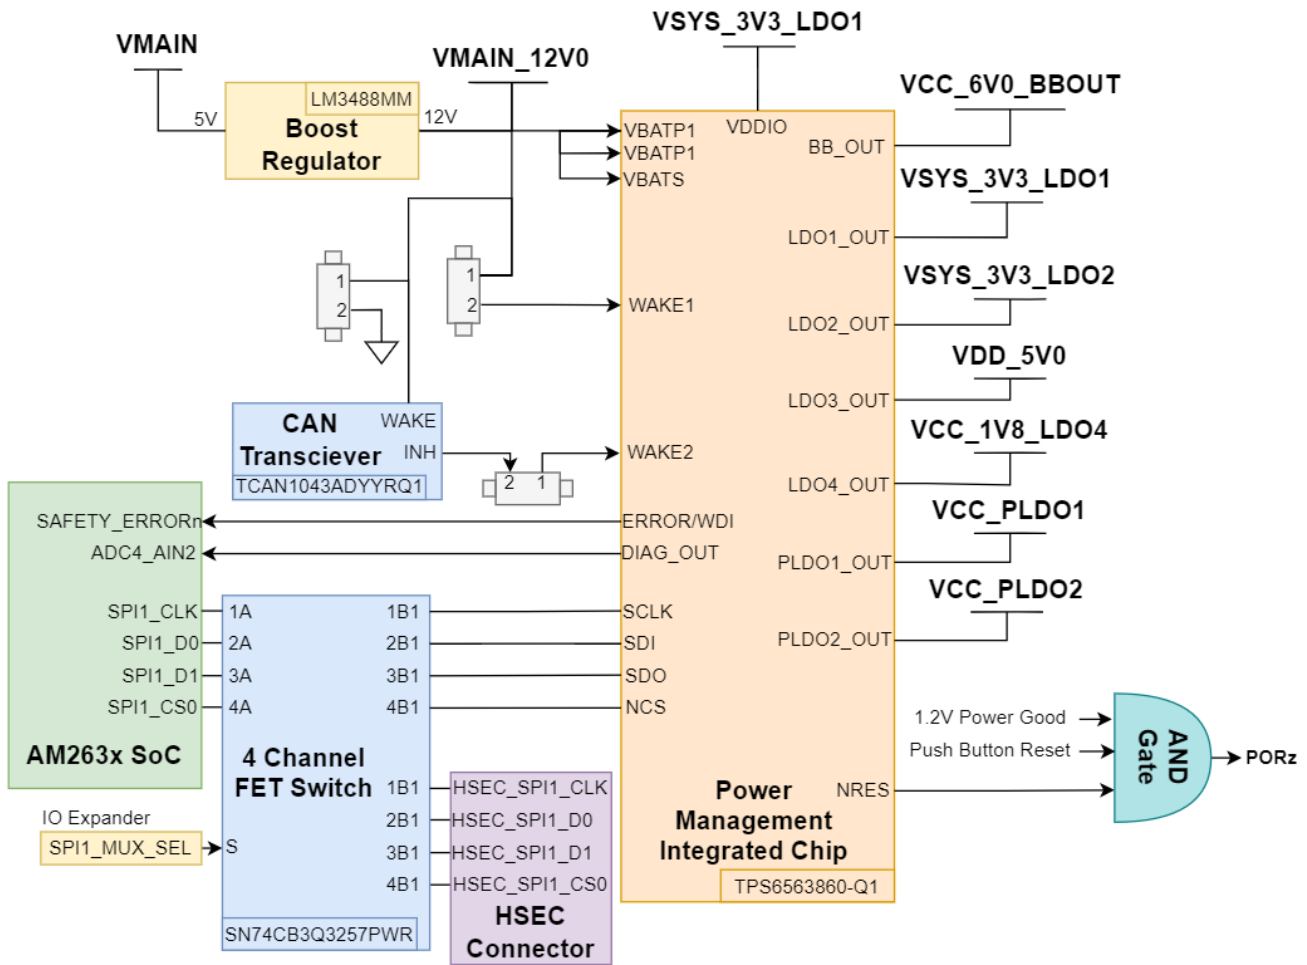 VSYS_3V3_LDO1
VMAIN
VMAIN_12V0
VCC_6V0_BBOUT
LM3488MM
5V
Boost
Regulator
12V
VBATP1
VBATP1
VBATS
VDDIO
BB_OUT
VSYS_3V3_LDO1
LDO1_OUT
1
2
1
2
WAKE1
VSYS_3V3_LDO2
LDO2_OUT
VDD_5V0
LDO3_OUT
CAN
Transciever
WAKE
INH
TCAN1043ADYYRQ1
2
1
WAKE2
VCC_1V8_LDO4
LDO4_OUT
SAFETY_ERRORn
ERROR/WDI
ADC4_AIN2
DIAG_OUT
VCC_PLDO1
PLDO1_OUT
VCC_PLDO2
PLDO2_OUT
SPI1_CLK
1A
1B1
SCLK
SPI1_D0
2A
2B1
SDI
SPI1_D1
3A
3B1
SDO
SPI1_CS0
4A
4B1
NCS
AM263x SoC
4 Channel
FET Switch
1.2V Power Good
Push Button Reset
NRES
AND
Gate
PORz
Power
Management
Integrated Chip
TPS6563860-Q1
1B1
HSEC_SPI1_CLK
2B1
HSEC_SPI1_D0
3B1
HSEC_SPI1_D1
4B1
HSEC_SPI1_CS0
IO Expander
SPI1_MUX_SEL
S
SN74CB3Q3257PWR
HSEC
Connector